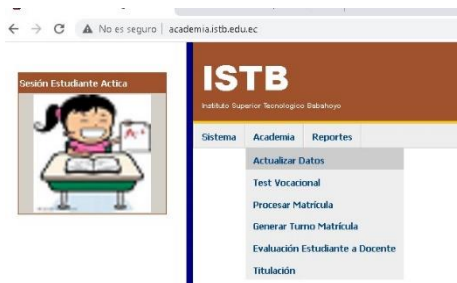 No es seguro | academia.istb.edu.ec
Sesión Estudiante Actica
A+
ISTB
Instituto Superior Tecnologico Babahoyo
Sistema Academia Reportes
Actualizar Datos
Test Vocacional
Procesar Matrícula
Generar Turno Matrícula
Evaluación Estudiante a Docente
Titulación